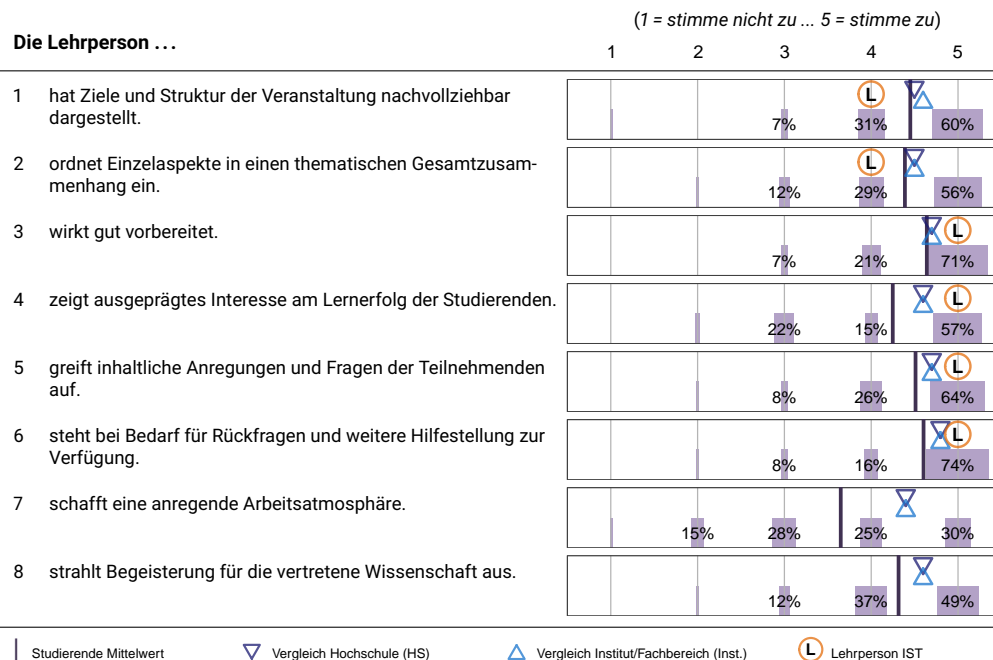 (1 = stimme nicht zu ... 5 = stimme zu)
Die Lehrperson ...
1 2 3 4 5
1 hat Ziele und Struktur der Veranstaltung nachvollziehbar
dargestellt.
L
7% 31% 60%
2 ordnet Einzelaspekte in einen thematischen Gesamtzusam-
menhang ein.
L
12% 29% 56%
3 wirkt gut vorbereitet.
L
7% 21% 71%
4 zeigt ausgeprägtes Interesse am Lernerfolg der Studierenden.
L
22% 15% 57%
5 greift inhaltliche Anregungen und Fragen der Teilnehmenden
auf.
L
8% 26% 64%
6 steht bei Bedarf für Rückfragen und weitere Hilfestellung zur
Verfügung.
L
8% 16% 74%
7 schafft eine anregende Arbeitsatmosphäre.
15% 28% 25% 30%
8 strahlt Begeisterung für die vertretene Wissenschaft aus.
12% 37% 49%
Studierende Mittelwert Vergleich Hochschule (HS) Vergleich Institut/Fachbereich (Inst.) L Lehrperson IST